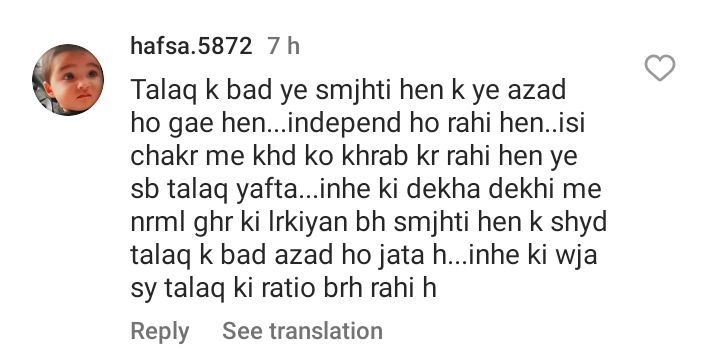 hafsa.5872 7 h
Talaq k bad ye smjhti hen k ye azad
ho gae hen...independ ho rahi hen..isi
chakr me khd ko khrab kr rahi hen ye
sb talaq yafta...inhe ki dekha dekhi me
nrml ghr ki lrkiyan bh smjhti hen k shyd
talaq k bad azad ho jata h...inhe ki wja
sy talaq ki ratio brh rahi h
Reply See translation